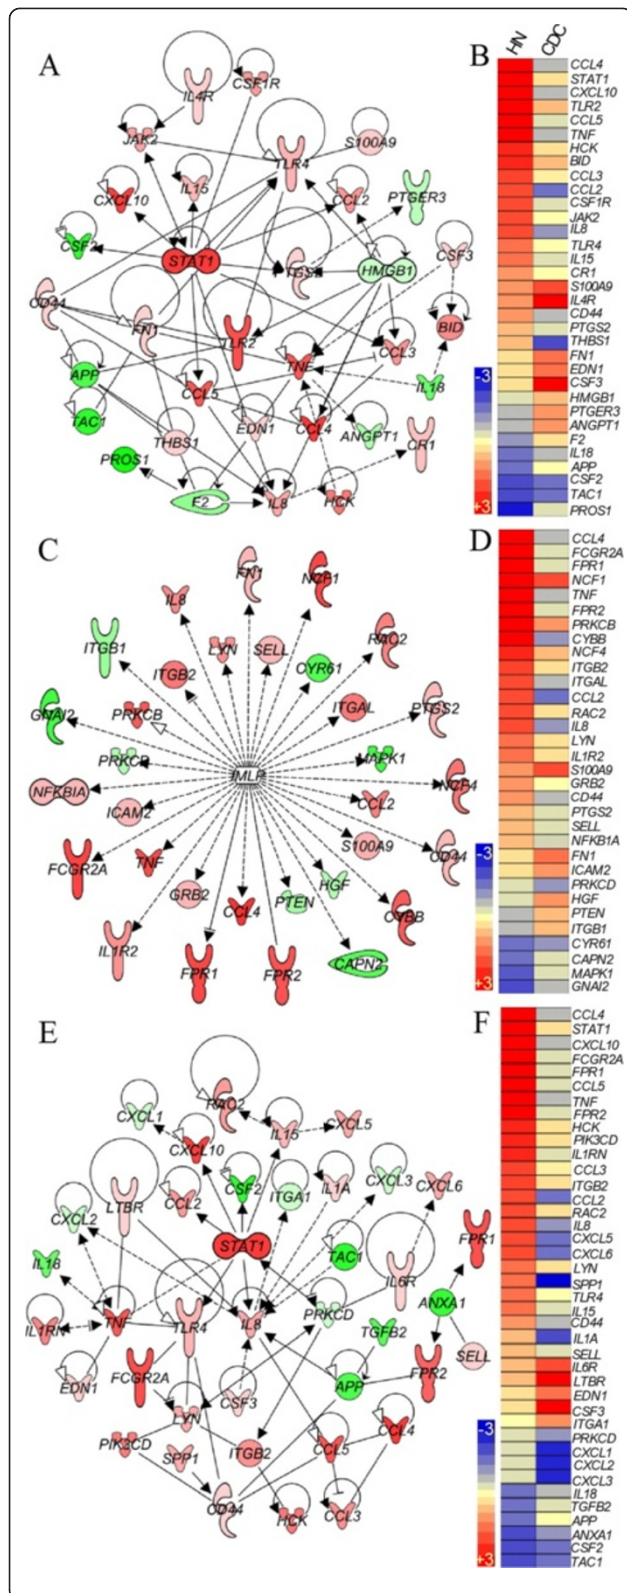 A
CSF1R
IL4R
JAK2
S100A9
TLR4
IL15
CXCL10
CCL2
PTGER3
CSF2
STAT1
PTGS2
HMGB1
CSF3
CD44
FN1
TLR2
BID
CCL3
TNF
APP
CCL5
IL18
TAC1
THBS1
EDN1
CCL4
ANGPT1
CR1
PROS1
F2
IL8
HCK
B
HN
CDC
CCL4
STAT1
CXCL10
TLR2
CCL5
TNF
HCK
BID
CCL3
CCL2
CSF1R
JAK2
IL8
TLR4
IL15
CR1
S100A9
IL4R
CD44
PTGS2
THBS1
FN1
EDN1
CSF3
HMGB1
PTGER3
ANGPT1
F2
IL18
APP
CSF2
TAC1
PROS1
-3
+3
C
FN1
NCF1
IL8
RAC2
ITGB1
LYN
SELL
ITGB2
CYR61
GNAI2
PRKCB
ITGAL
PTGS2
PRKCD
MAPK1
fMLP
NFKBIA
NCF4
ICAM2
CCL2
S100A9
CD44
FCGR2A
TNF
GRB2
HGF
PTEN
CCL4
CYBB
IL1R2
FPR1
FPR2
CAPN2
D
CCL4
FCGR2A
FPR1
NCF1
TNF
FPR2
PRKCB
CYBB
NCF4
ITGB2
ITGAL
CCL2
RAC2
IL8
LYN
IL1R2
S100A9
GRB2
CD44
PTGS2
SELL
NFKB1A
FN1
ICAM2
PRKCD
HGF
PTEN
ITGB1
CYR61
CAPN2
MAPK1
GNAI2
-3
+3
E
RAC2
CXCL1
IL15
CXCL5
CXCL10
LTBR
CCL2
CSF2
ITGA1
IL1A
CXCL3
CXCL6
CXCL2
STAT1
FPR1
IL18
TAC1
IL6R
TNF
IL8
PRKCD
ANXA1
IL1RN
TLR4
TGFB2
SELL
EDN1
FCGR2A
CSF3
APP
FPR2
LYN
PIK3CD
SPP1
ITGB2
CCL5
CCL4
CD44
HCK
CCL3
F
CCL4
STAT1
CXCL10
FCGR2A
FPR1
CCL5
TNF
FPR2
HCK
PIK3CD
IL1RN
CCL3
ITGB2
CCL2
RAC2
IL8
CXCL5
CXCL6
LYN
SPP1
TLR4
IL15
CD44
IL1A
SELL
IL6R
LTBR
EDN1
CSF3
ITGA1
PRKCD
CXCL1
CXCL2
CXCL3
IL18
TGFB2
APP
ANXA1
CSF2
TAC1
-3
+3